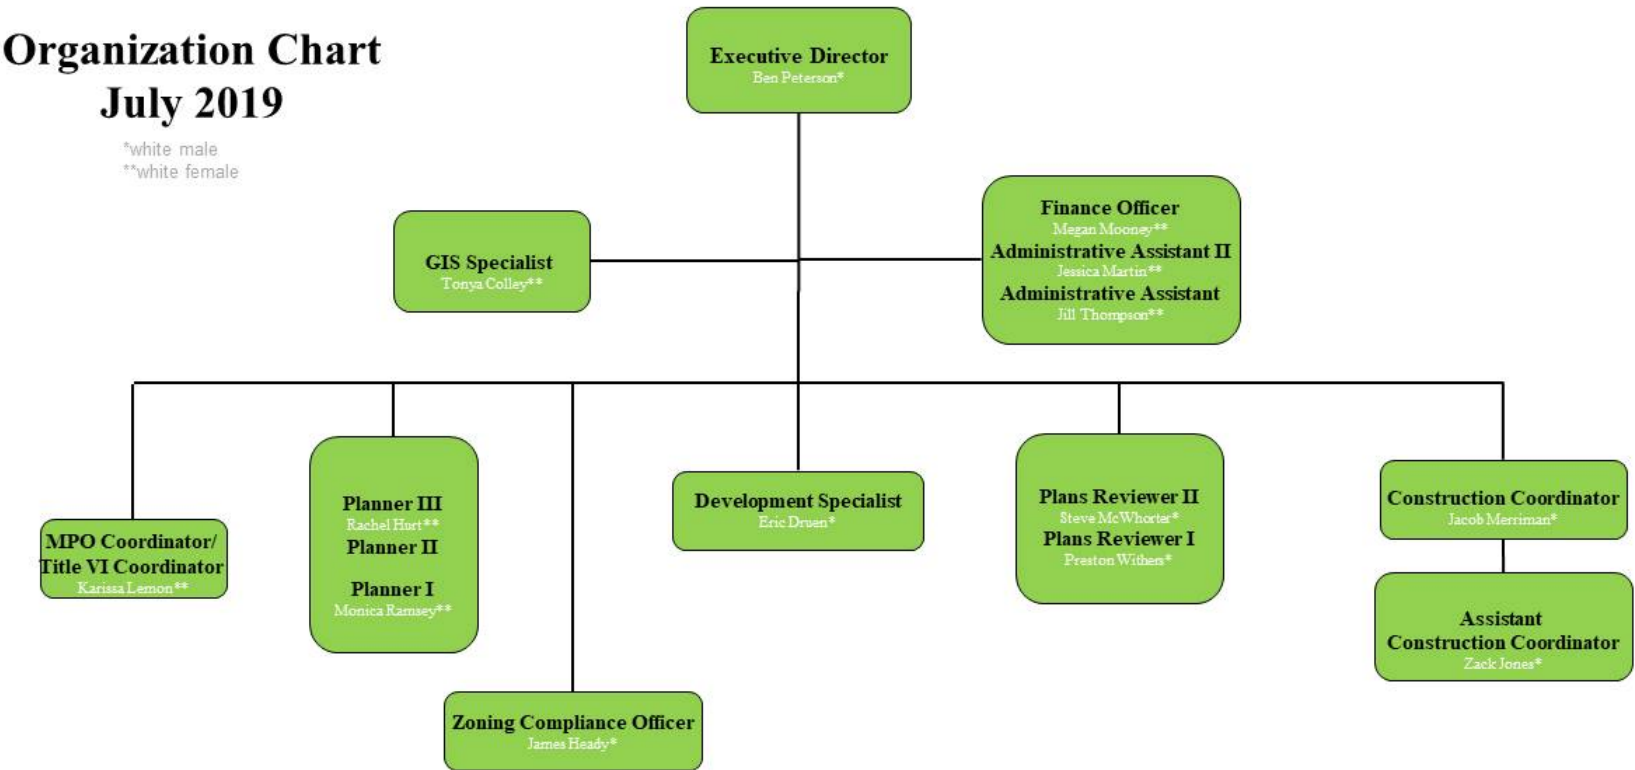 Organization Chart
July 2019
*white male
**white female
Executive Director
Ben Peterson*
GIS Specialist
Tonya Colley**
Finance Officer
Megan Mooney**
Administrative Assistant II
Jessica Martin**
Administrative Assistant
Jill Thompson**
MPO Coordinator/
Title VI Coordinator
Karissa Lemon**
Planner III
Rachel Hurt**
Planner II
Planner I
Monica Ramsey**
Zoning Compliance Officer
James Heady*
Development Specialist
Eric Druen*
Plans Reviewer II
Steve McWhorter*
Plans Reviewer I
Preston Withers*
Construction Coordinator
Jacob Merriman*
Assistant
Construction Coordinator
Zack Jones*